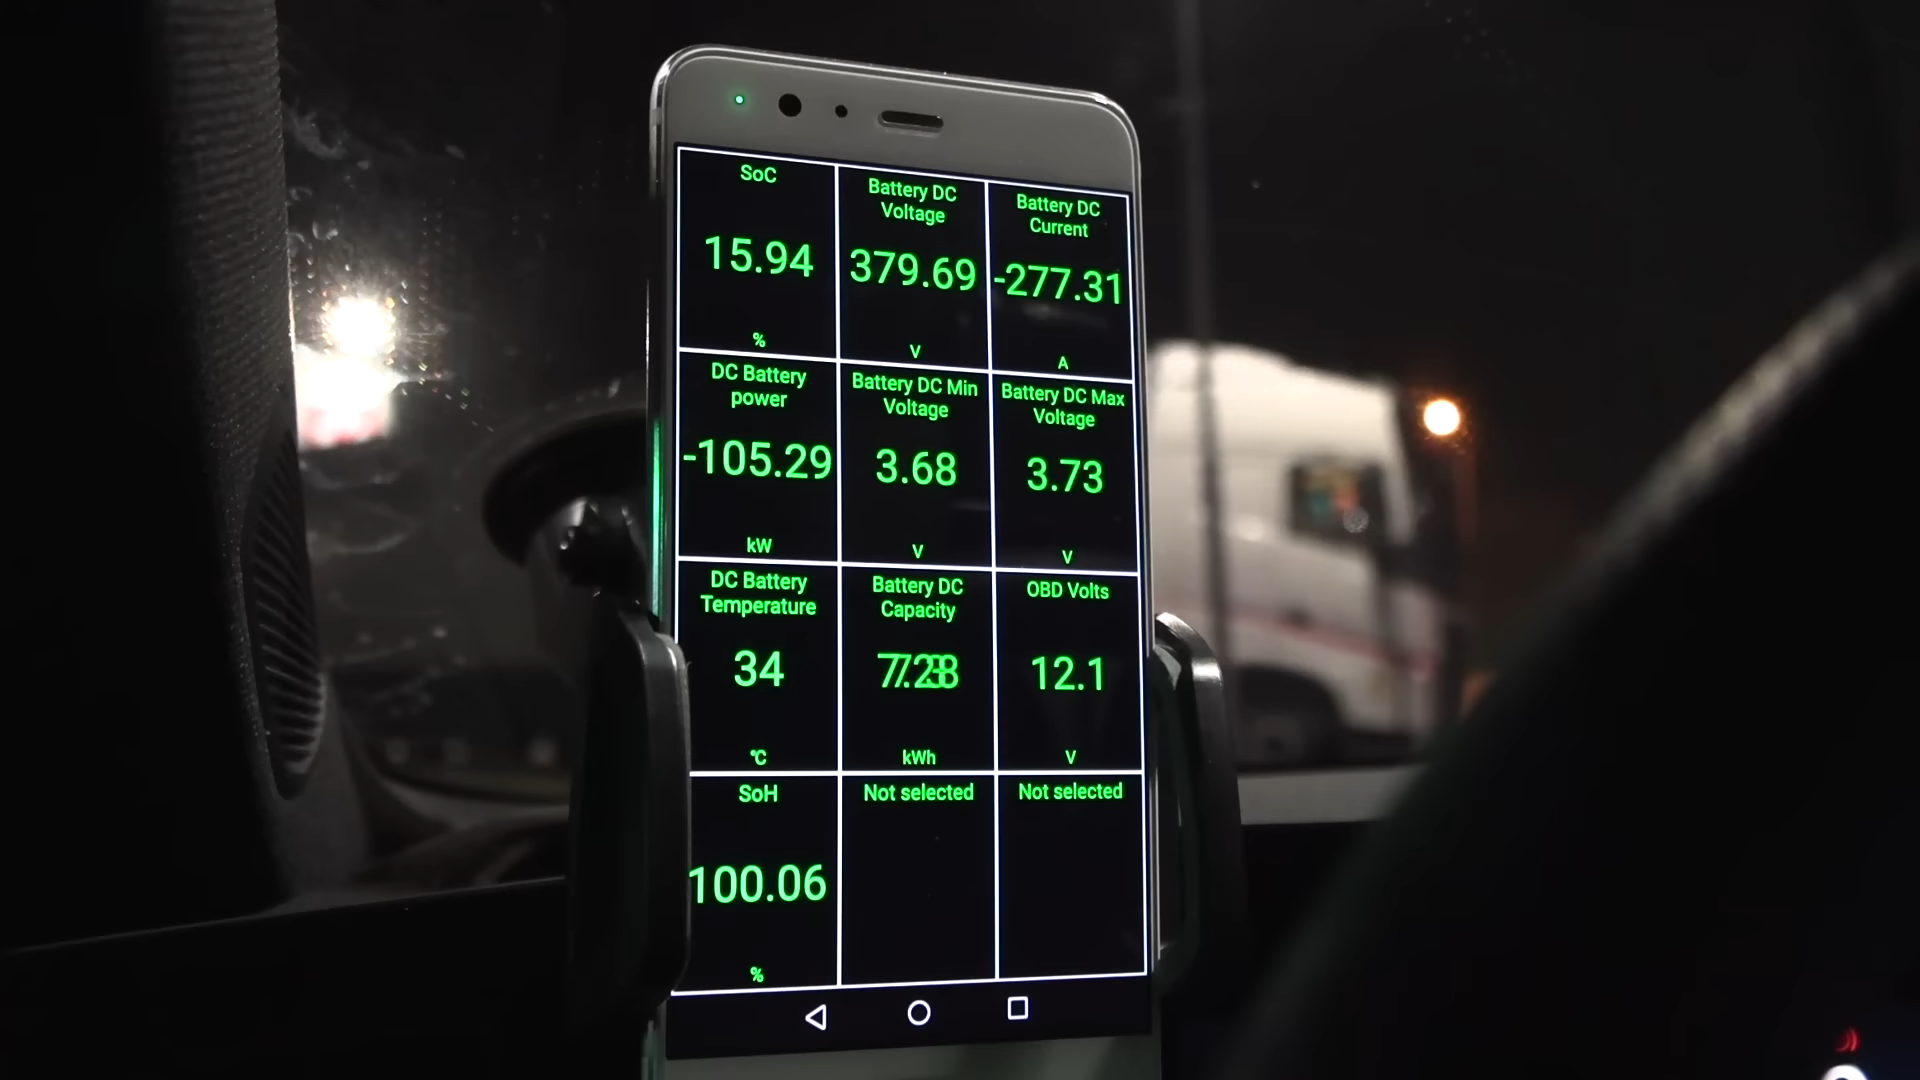 SoC
15.94
%
Battery DC
Voltage
379.69
V
Battery DC
Current
-277.31
A
DC Battery
power
-105.29
kW
Battery DC Min
Voltage
3.68
V
Battery DC Max
Voltage
3.73
V
DC Battery
Temperature
34
°C
Battery DC
Capacity
kWh
OBD Volts
12.1
V
SoH
100.06
%
Not selected
Not selected